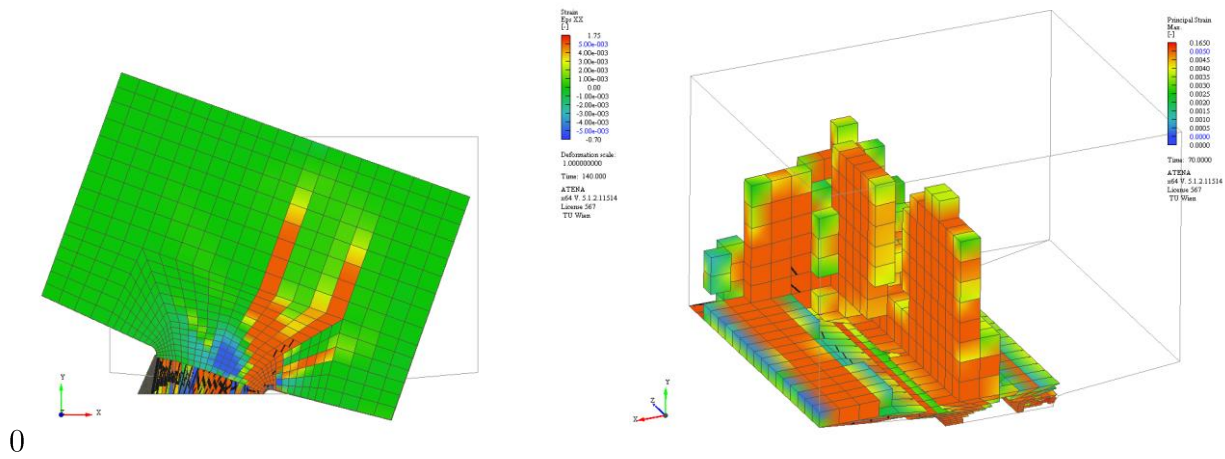 Strain
Eps XX
[-]
1.75
5.00e-003
4.00e-003
3.00e-003
2.00e-003
1.00e-003
0.00
-1.00e-003
-2.00e-003
-3.00e-003
-4.00e-003
-5.00e-003
-0.70
Deformation scale:
1.000000000
Time: 140.000
ATENA
x64 V. 5.1.2.11514
License 567
TU Wien
Y
X
Principal Strain
Max.
[-]
0.1650
0.0050
0.0045
0.0040
0.0035
0.0030
0.0025
0.0020
0.0015
0.0010
0.0005
0.0000
0.0000
Time: 70.0000
ATENA
x64 V. 5.1.2.11514
License 567
TU Wien
Y
Z
X
0